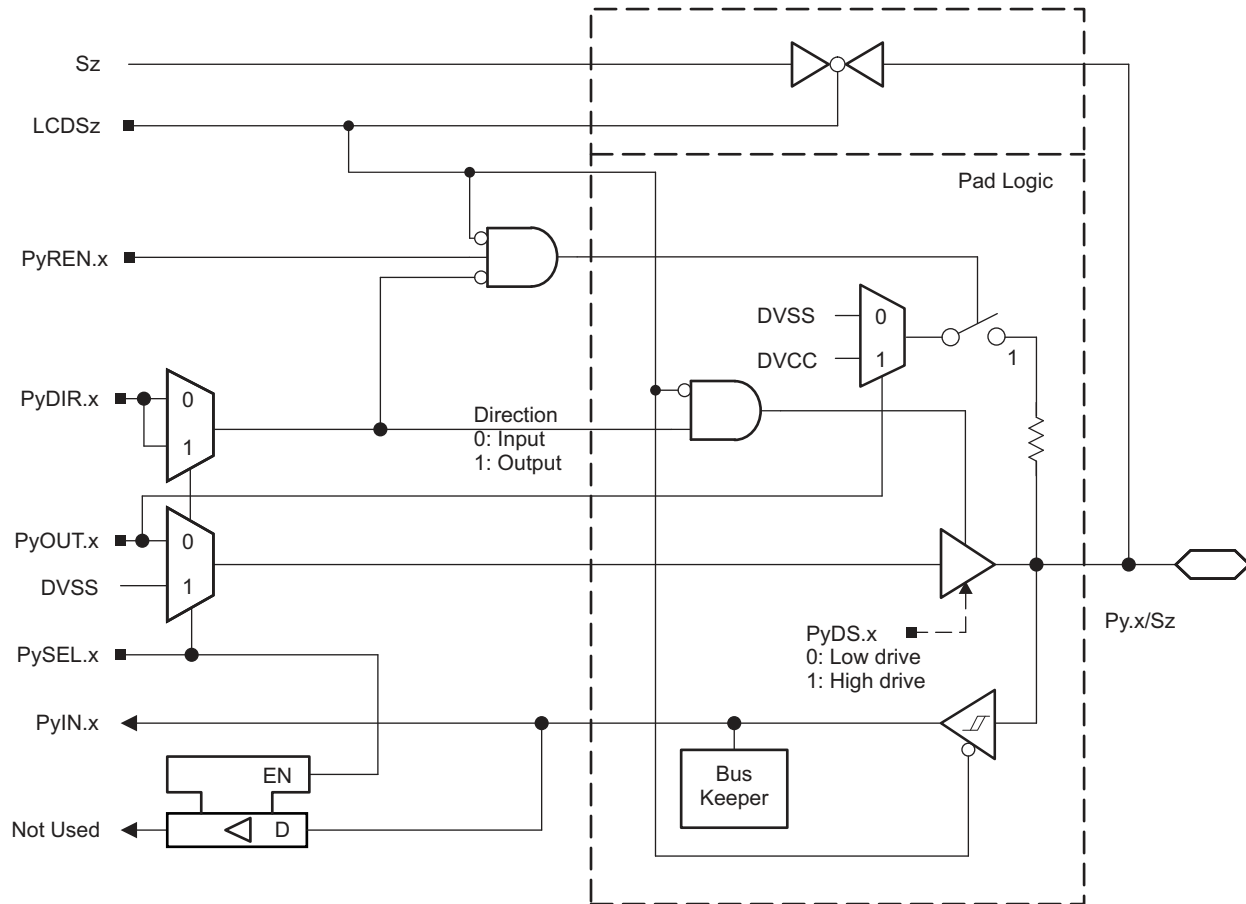 Sz
LCDSz
Pad Logic
PyREN.x
DVSS
0
DVCC
1
1
PyDIR.x
0
1
Direction
0: Input
1: Output
PyOUT.x
0
DVSS
1
PyDS.x
0: Low drive
1: High drive
Py.x/Sz
PySEL.x
PyIN.x
Bus
Keeper
EN
Not Used
D